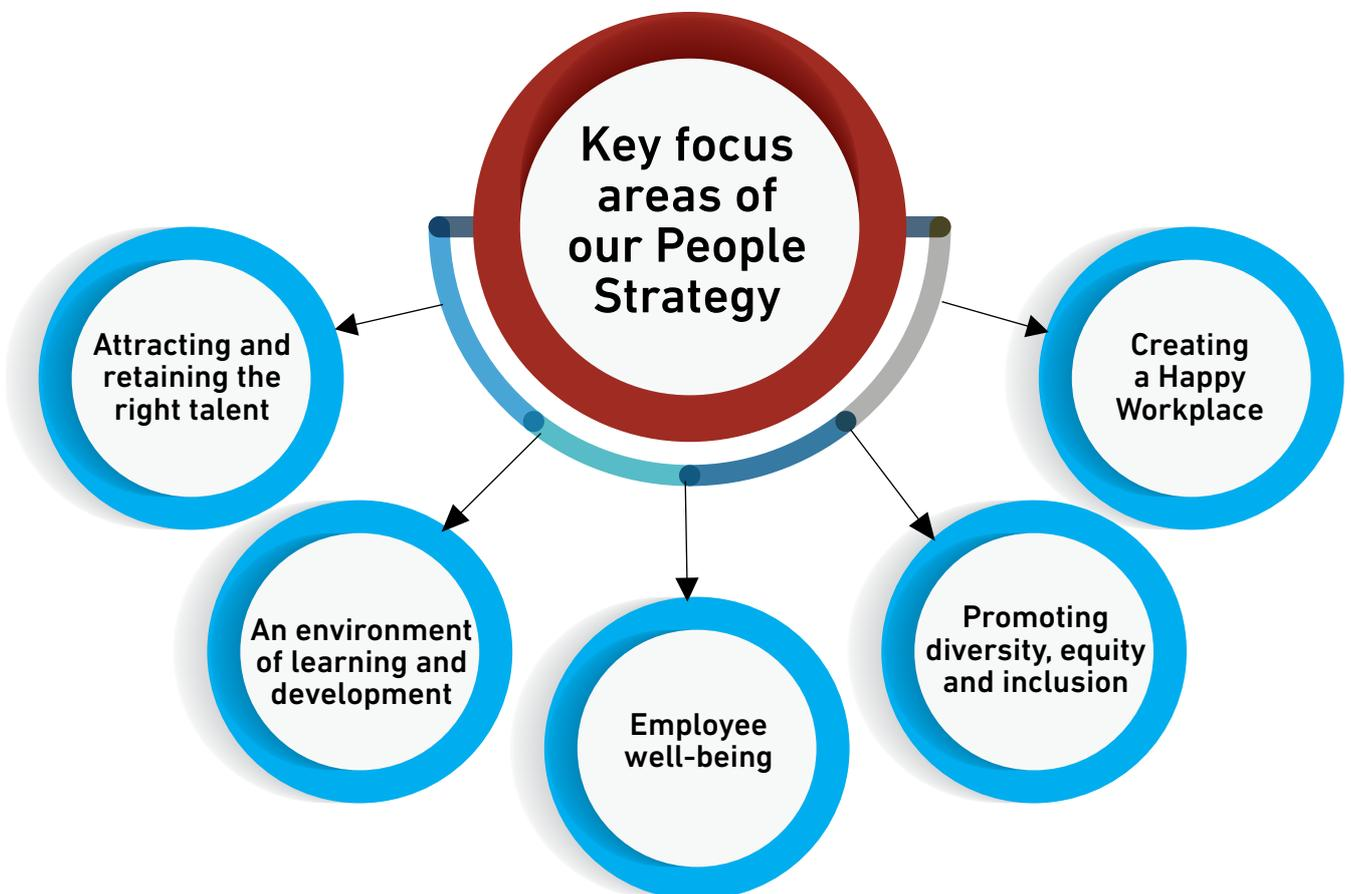 Key focus
areas of
our People
Strategy
Attracting and
retaining the
right talent
An environment
of learning and
development
Employee
well-being
Promoting
diversity, equity
and inclusion
Creating
a Happy
Workplace